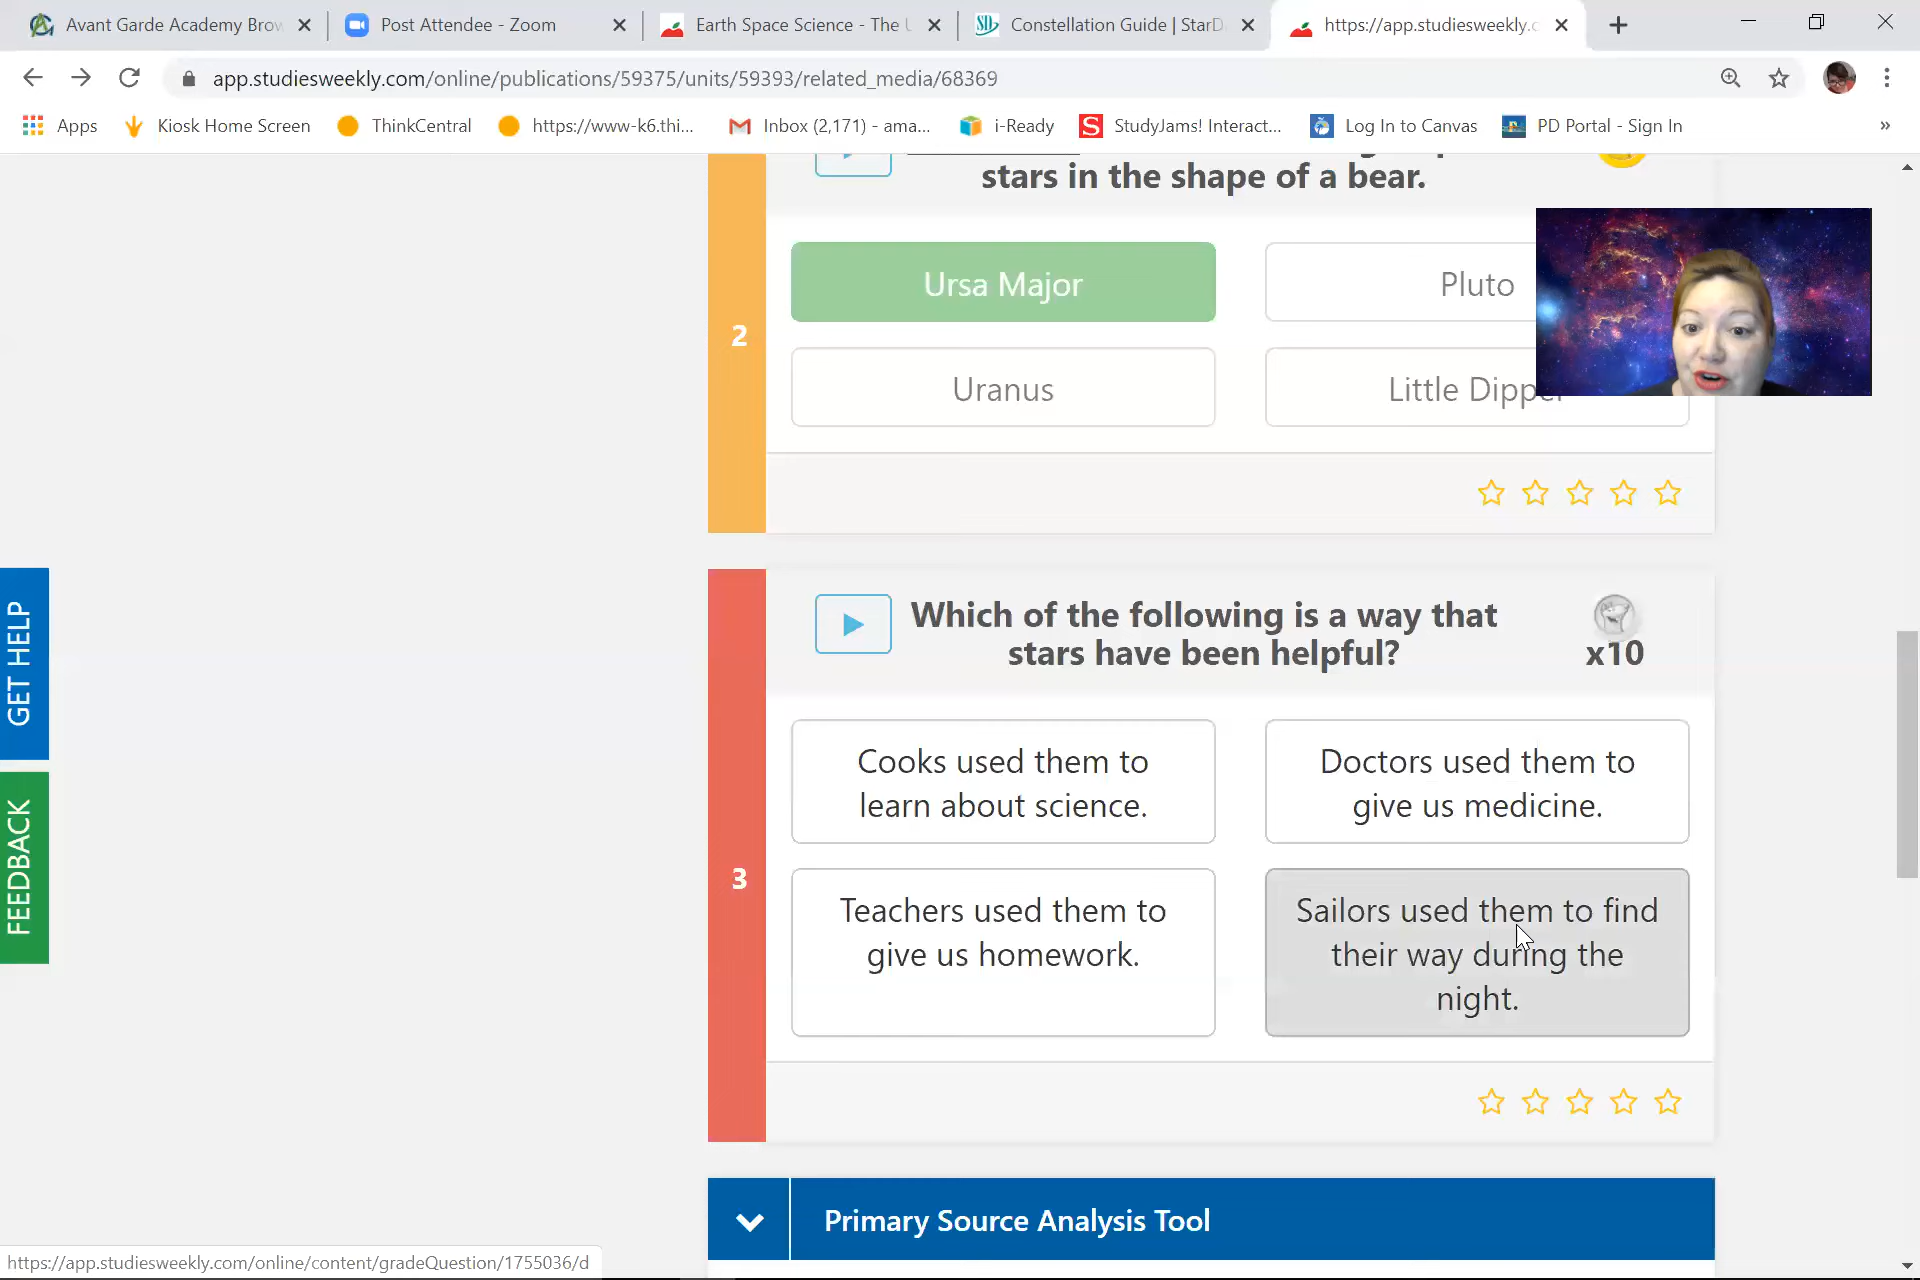 Avant Garde Academy Brow
Post Attendee - Zoom
Earth Space Science - The U
Constellation Guide | StarD
https://app.studiesweekly.c
app.studiesweekly.com/online/publications/59375/units/59393/related_media/68369
Apps
Kiosk Home Screen
ThinkCentral
https://www-k6.thi...
Inbox (2,171) - ama...
i-Ready
StudyJams! Interact...
Log In to Canvas
PD Portal - Sign In
»
stars in the shape of a bear.
2
Ursa Major
Pluto
Uranus
Little Dipper
GET HELP
FEEDBACK
3
Which of the following is a way that
stars have been helpful?
x10
Cooks used them to
learn about science.
Doctors used them to
give us medicine.
Teachers used them to
give us homework.
Sailors used them to find
their way during the
night.
Primary Source Analysis Tool
https://app.studiesweekly.com/online/content/gradeQuestion/1755036/d